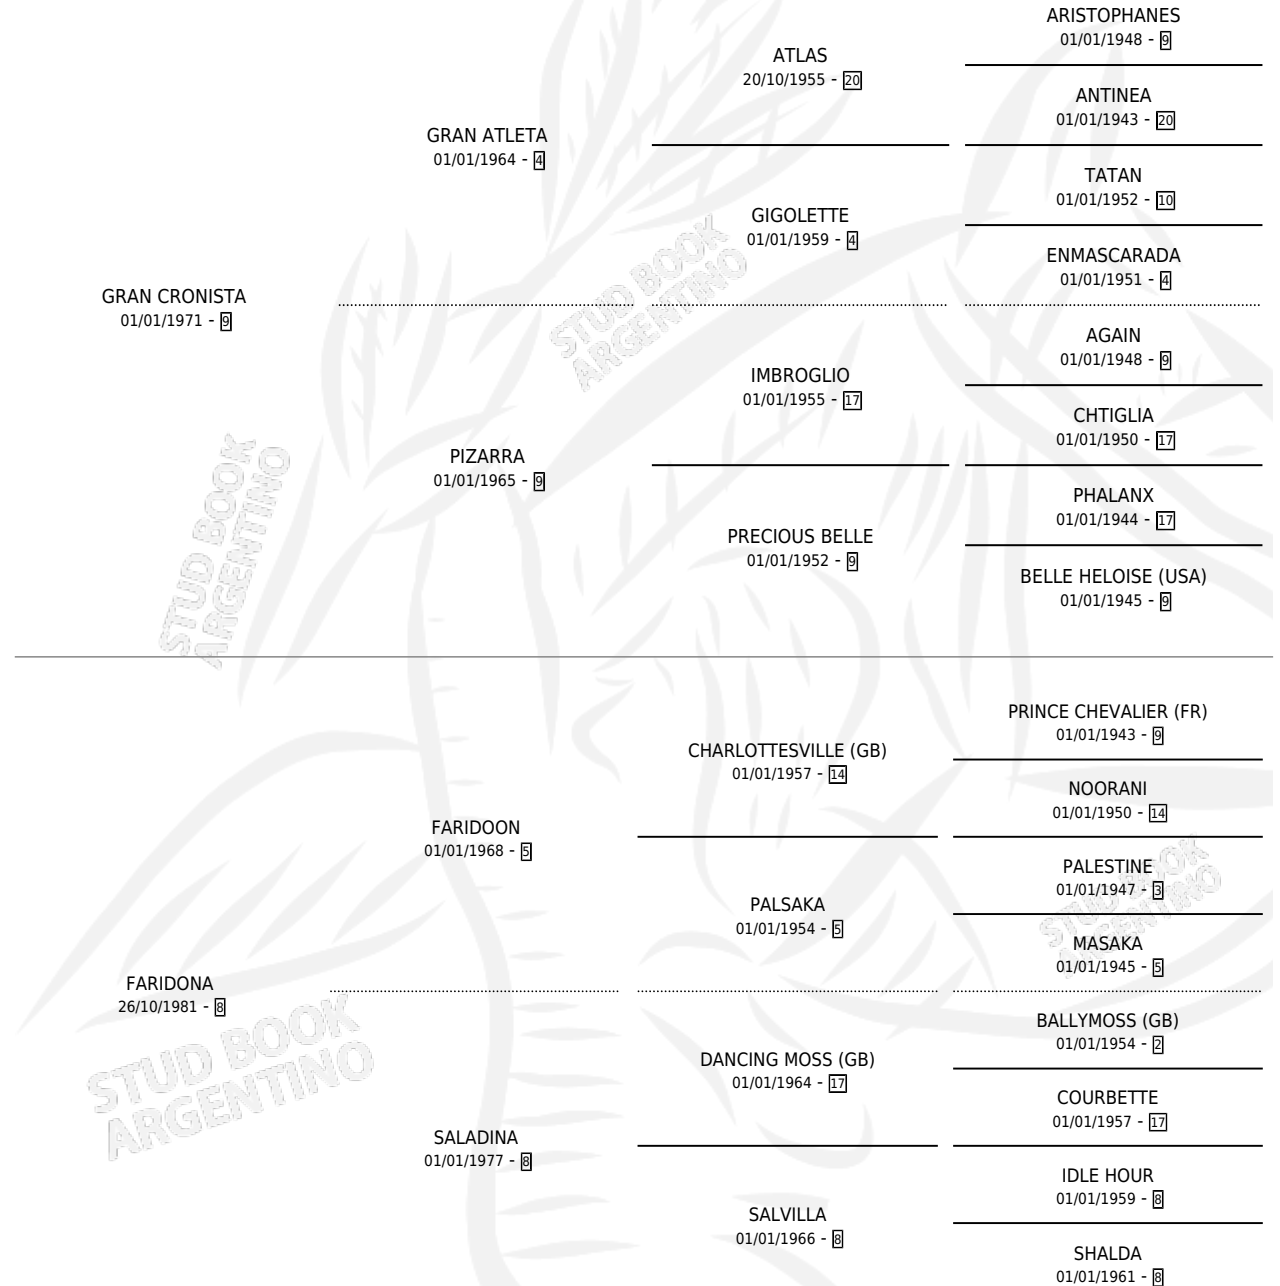 ARISTOPHANES
01/01/1948 - 9
ATLAS
20/10/1955 - 20
ANTINEA
01/01/1943 - 20
GRAN ATLETA
01/01/1964 - 4
TATAN
01/01/1952 - 10
GIGOLETTE
01/01/1959 - 4
ENMASCARADA
01/01/1951 - 4
GRAN CRONISTA
01/01/1971 - 9
AGAIN
01/01/1948 - 9
IMBROGLIO
01/01/1955 - 17
CHTIGLIA
01/01/1950 - 17
PIZARRA
01/01/1965 - 9
PHALANX
01/01/1944 - 17
PRECIOUS BELLE
01/01/1952 - 9
BELLE HELOISE (USA)
01/01/1945 - 9
PRINCE CHEVALIER (FR)
01/01/1943 - 9
CHARLOTTESVILLE (GB)
01/01/1957 - 14
NOORANI
01/01/1950 - 14
FARIDOON
01/01/1968 - 5
PALESTINE
01/01/1947 - 3
PALSAKA
01/01/1954 - 5
MASAKA
01/01/1945 - 5
FARIDONA
26/10/1981 - 8
BALLYMOSS (GB)
01/01/1954 - 2
DANCING MOSS (GB)
01/01/1964 - 17
COURBETTE
01/01/1957 - 17
SALADINA
01/01/1977 - 8
IDLE HOUR
01/01/1959 - 8
SALVILLA
01/01/1966 - 8
SHALDA
01/01/1961 - 8
STUD BOOK
ARGENTINO
STUD BOOK
ARGENTINO
STUD BOOK
ARGENTINO
STUD BOOK
ARGENTINO